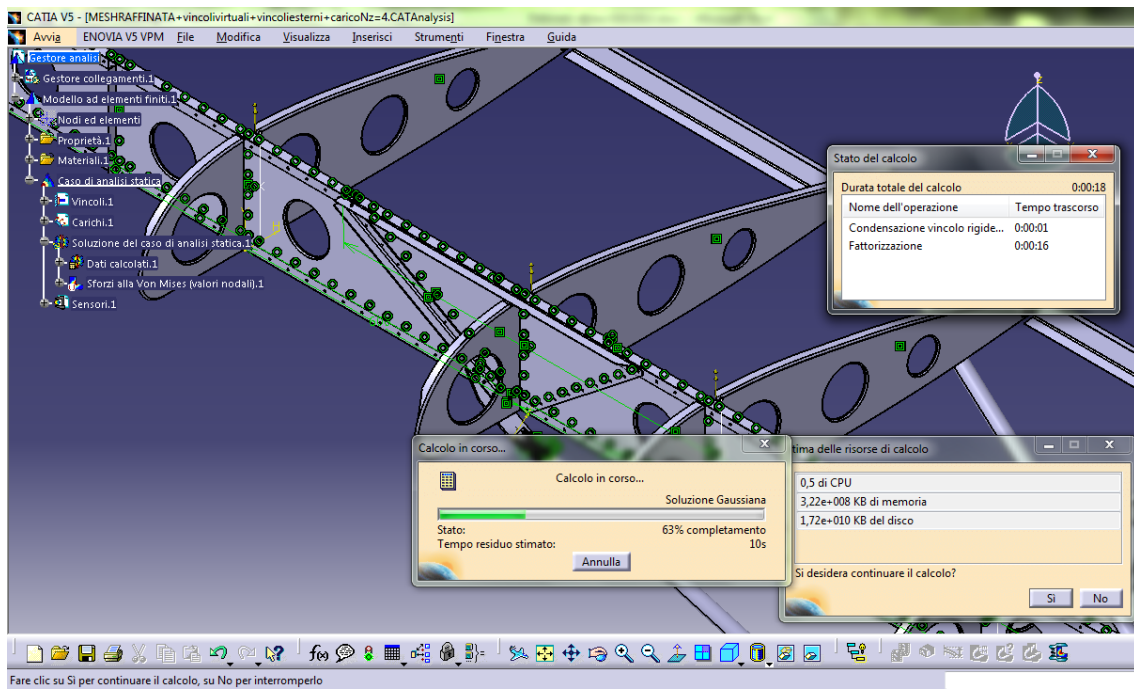 CATIA V5 - [MESHRAFFINATA+vincolivirtuali+vincoliesterni+caricoNz=4.CATAnalysis]
Avvia ENOVIA V5 VPM File Modifica Visualizza Inserisci Strumenti Finestra Guida
Gestore analisi
Gestore collegamenti.1
Modello ad elementi finiti.1
Nodi ed elementi
Proprietà.1
Materiali.1
Caso di analisi statica
Vincoli.1
Carichi.1
Soluzione del caso di analisi statica.1
Dati calcolati.1
Sforzi alla Von Mises (valori nodali).1
Sensori.1
Stato del calcolo
Durata totale del calcolo 0:00:18
Nome dell'operazione Tempo trascorso
Condensazione vincolo rigide... 0:00:01
Fattorizzazione 0:00:16
Calcolo in corso...
Calcolo in corso...
Soluzione Gaussiana
Stato: 63% completamento
Tempo residuo stimato: 10s
Annulla
tima delle risorse di calcolo
0,5 di CPU
3,22e+008 KB di memoria
1,72e+010 KB del disco
Si desidera continuare il calcolo?
Sì No
Fare clic su Sì per continuare il calcolo, su No per interromperlo